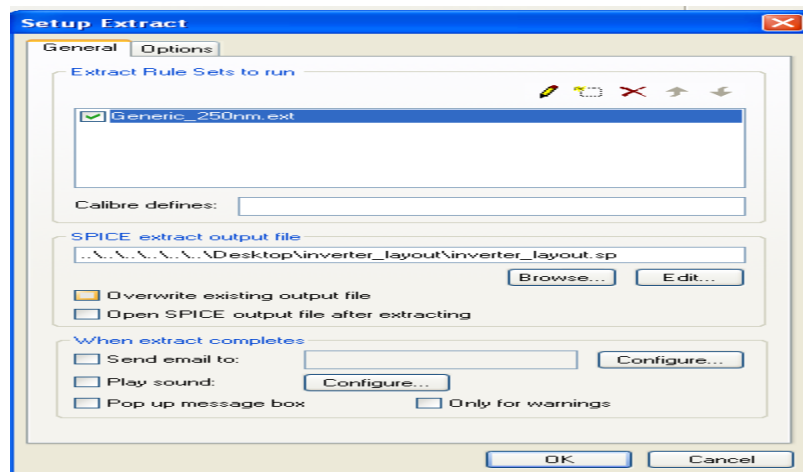 Setup Extract
General Options
Extract Rule Sets to run
Generic_250nm.ext
Calibre defines:
SPICE extract output file
..\..\..\..\..\..\Desktop\inverter_layout\inverter_layout.sp
Browse... Edit...
Overwrite existing output file
Open SPICE output file after extracting
When extract completes
Send email to: Configure...
Play sound: Configure...
Pop up message box Only for warnings
OK Cancel